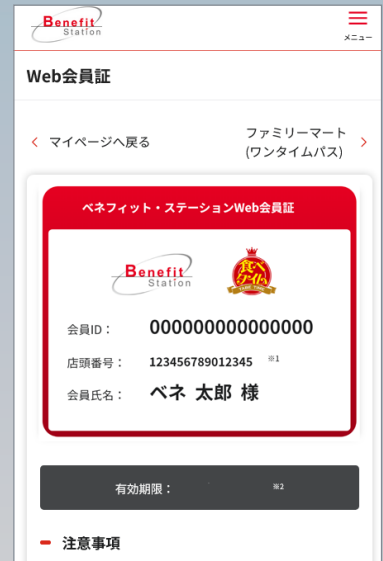 Benefit
Station
メニュー
Web会員証
マイページへ戻る
ファミリーマート
(ワンタイムパス)
ベネフィット・ステーションWeb会員証
Benefit
Station
食べ
タイム
会員ID： 000000000000000
店頭番号： 123456789012345 ※1
会員氏名： ベネ 太郎 様
有効期限： ※2
注意事項